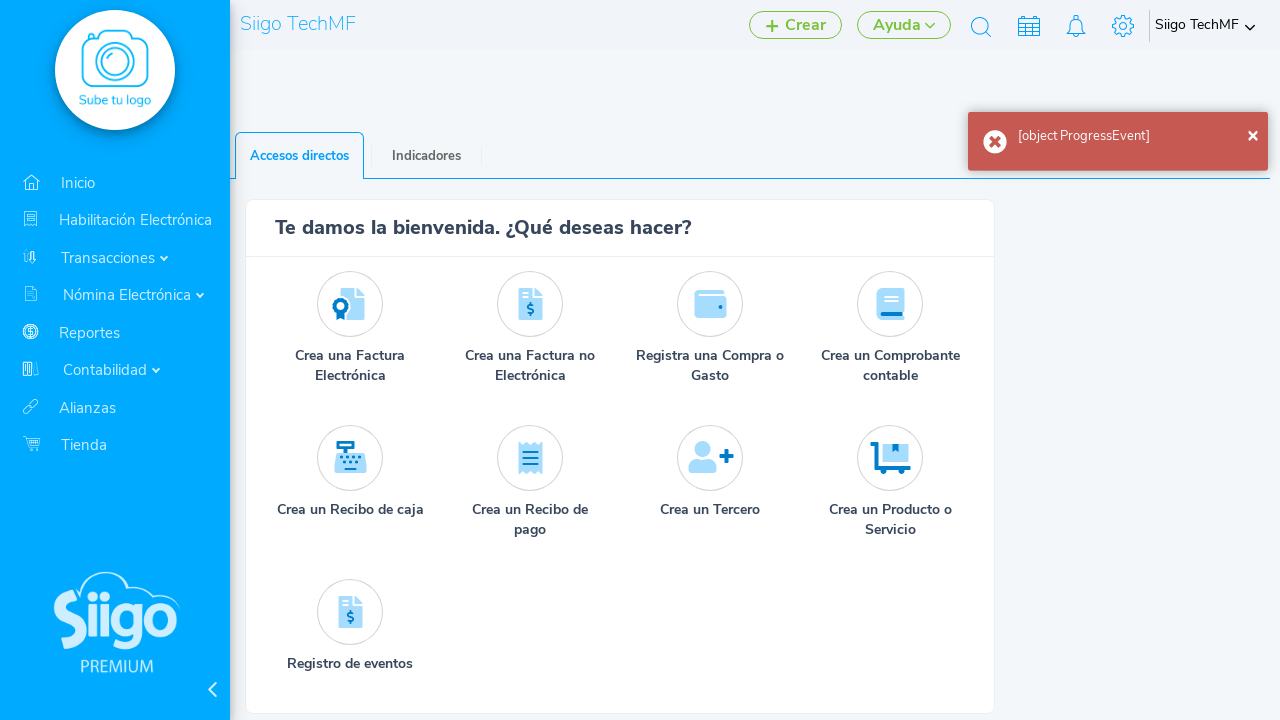 Siigo TechMF
Crear
Ayuda
Siigo TechMF
Sube tu logo
[object ProgressEvent]
×
Accesos directos
Indicadores
Inicio
Habilitación Electrónica
Transacciones
Nómina Electrónica
Reportes
Contabilidad
Alianzas
Tienda
Siigo
PREMIUM
Te damos la bienvenida. ¿Qué deseas hacer?
Crea una Factura
Electrónica
Crea una Factura no
Electrónica
Registra una Compra o
Gasto
Crea un Comprobante
contable
Crea un Recibo de caja
Crea un Recibo de
pago
Crea un Tercero
Crea un Producto o
Servicio
Registro de eventos